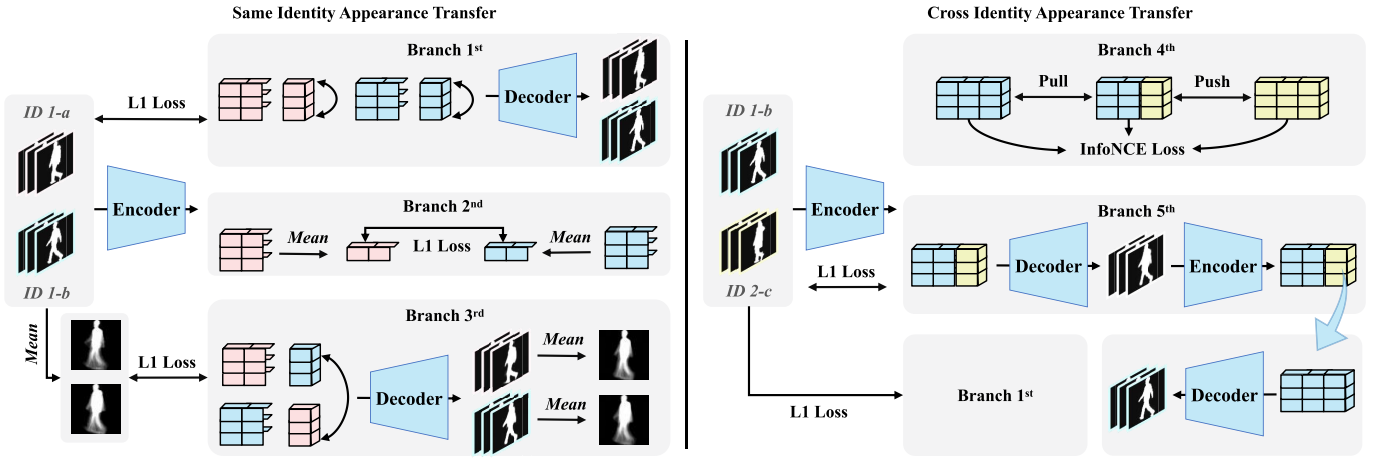 Same Identity Appearance Transfer
Branch 1st
L1 Loss
ID 1-a
Decoder
Encoder
Branch 2nd
Mean
L1 Loss
Mean
ID 1-b
Mean
L1 Loss
Branch 3rd
Decoder
Mean
Mean
Cross Identity Appearance Transfer
Branch 4th
Pull
Push
InfoNCE Loss
ID 1-b
Encoder
ID 2-c
L1 Loss
Branch 5th
Decoder
Encoder
L1 Loss
Branch 1st
Decoder